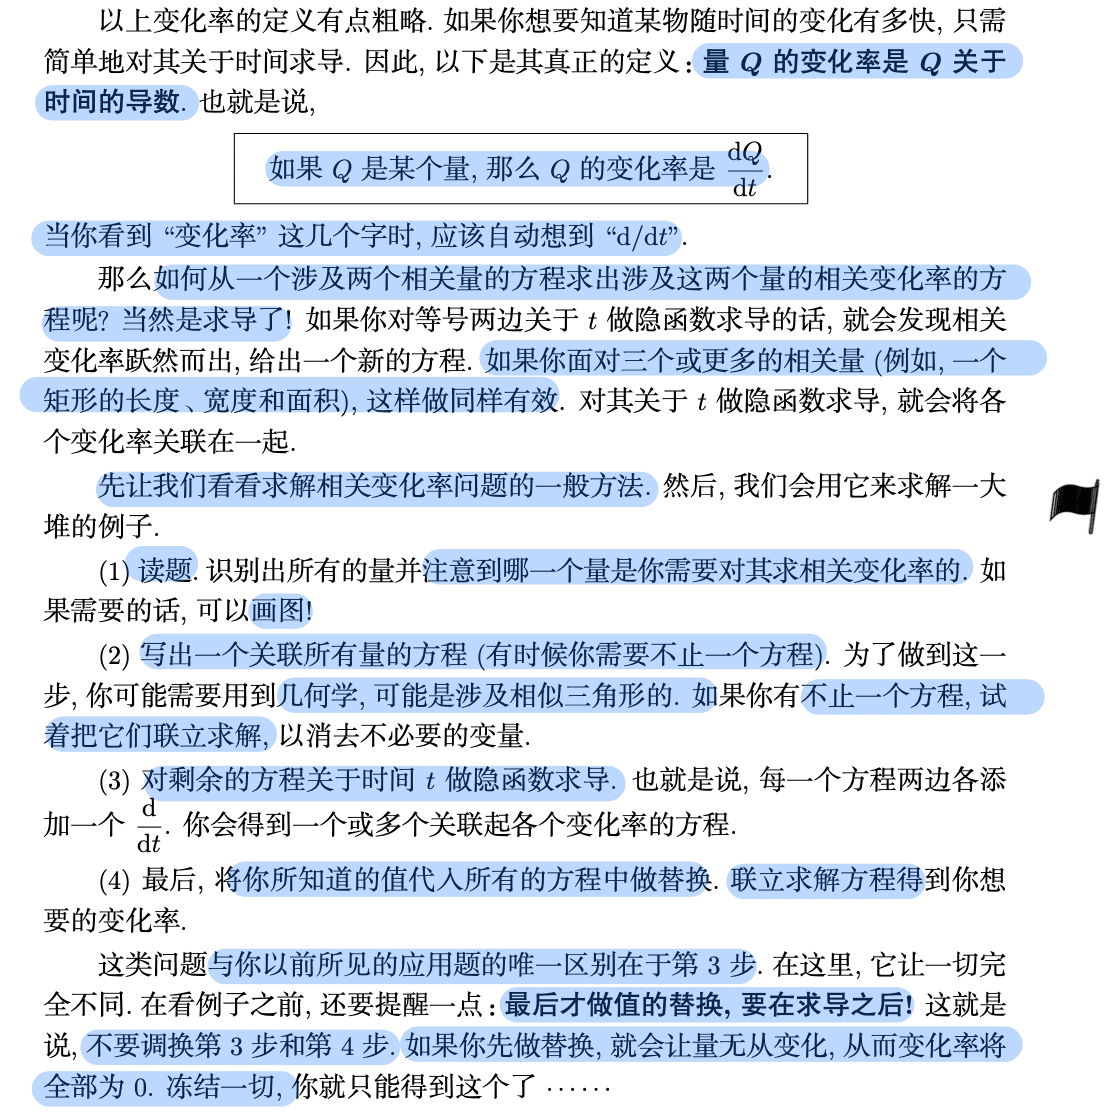 以上变化率的定义有点粗略. 如果你想要知道某物随时间的变化有多快, 只需
简单地对其关于时间求导. 因此, 以下是其真正的定义: 量 Q 的变化率是 Q 关于
时间的导数. 也就是说,
如果 Q 是某个量, 那么 Q 的变化率是 dQ/dt.
当你看到 “变化率” 这几个字时, 应该自动想到 “d/dt”.
那么如何从一个涉及两个相关量的方程求出涉及这两个量的相关变化率的方
程呢? 当然是求导了! 如果你对等号两边关于 t 做隐函数求导的话, 就会发现相关
变化率跃然而出, 给出一个新的方程. 如果你面对三个或更多的相关量 (例如, 一个
矩形的长度、宽度和面积), 这样做同样有效. 对其关于 t 做隐函数求导, 就会将各
个变化率关联在一起.
先让我们看看求解相关变化率问题的一般方法. 然后, 我们会用它来求解一大
堆的例子.
(1) 读题. 识别出所有的量并注意到哪一个量是你需要对其求相关变化率的. 如
果需要的话, 可以画图!
(2) 写出一个关联所有量的方程 (有时候你需要不止一个方程). 为了做到这一
步, 你可能需要用到几何学, 可能是涉及相似三角形的. 如果你有不止一个方程, 试
着把它们联立求解, 以消去不必要的变量.
(3) 对剩余的方程关于时间 t 做隐函数求导. 也就是说, 每一个方程两边各添
加一个 d/dt. 你会得到一个或多个关联起各个变化率的方程.
(4) 最后, 将你所知道的值代入所有的方程中做替换. 联立求解方程得到你想
要的变化率.
这类问题与你以前所见的应用题的唯一区别在于第 3 步. 在这里, 它让一切完
全不同. 在看例子之前, 还要提醒一点: 最后才做值的替换, 要在求导之后! 这就是
说, 不要调换第 3 步和第 4 步. 如果你先做替换, 就会让量无从变化, 从而变化率将
全部为 0. 冻结一切, 你就只能得到这个了 ⋯⋯